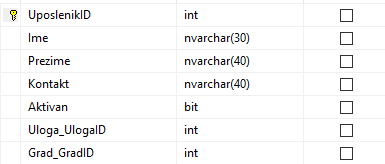 UposlenikID int
Ime nvarchar(30)
Prezime nvarchar(40)
Kontakt nvarchar(40)
Aktivan bit
Uloga_UlogaID int
Grad_GradID int